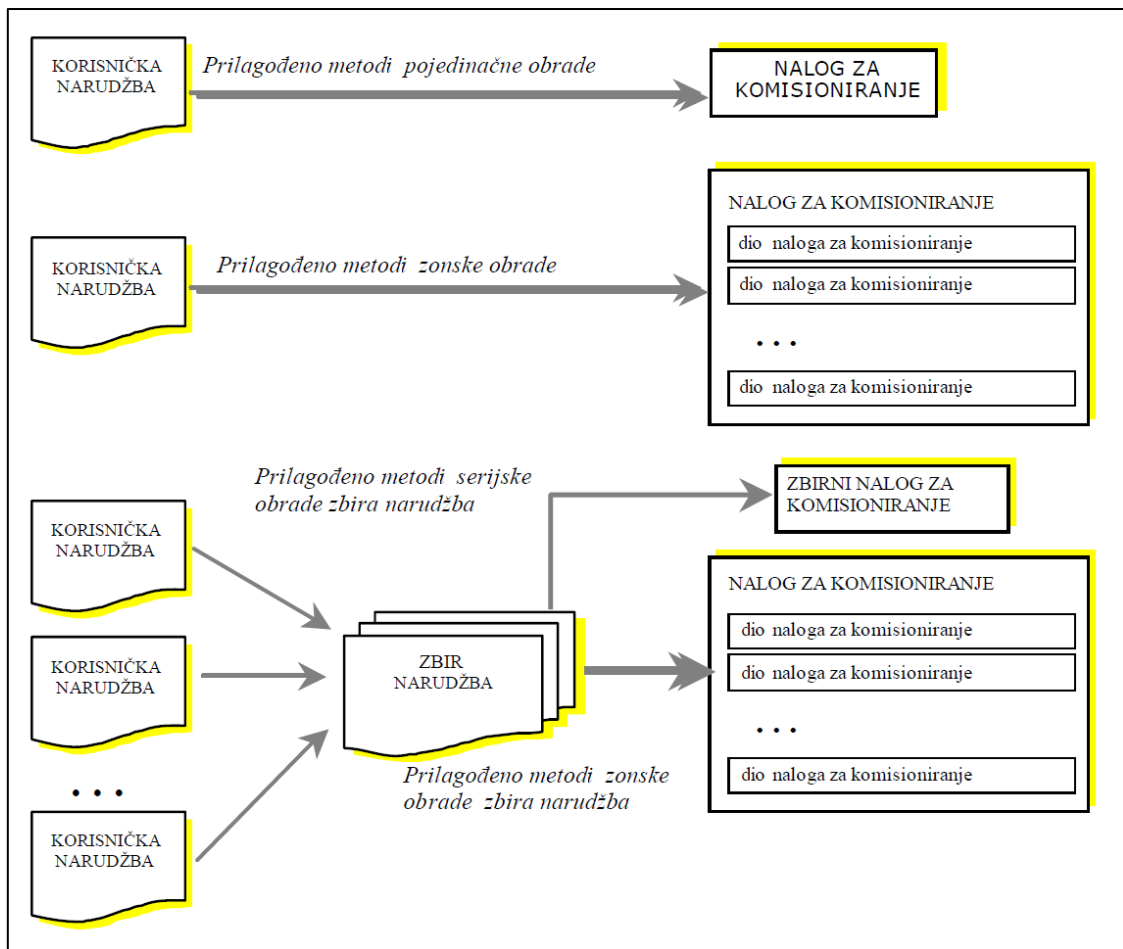 KORISNIČKA
NARUDŽBA
Prilagođeno metodi pojedinačne obrade
NALOG ZA
KOMISIONIRANJE
KORISNIČKA
NARUDŽBA
Prilagođeno metodi zonske obrade
NALOG ZA KOMISIONIRANJE
dio naloga za komisioniranje
dio naloga za komisioniranje
...
dio naloga za komisioniranje
Prilagođeno metodi serijske
obrade zbira narudžba
ZBIRNI NALOG ZA
KOMISIONIRANJE
KORISNIČKA
NARUDŽBA
KORISNIČKA
NARUDŽBA
...
KORISNIČKA
NARUDŽBA
ZBIR
NARUDŽBA
Prilagođeno metodi zonske
obrade zbira narudžba
NALOG ZA KOMISIONIRANJE
dio naloga za komisioniranje
dio naloga za komisioniranje
...
dio naloga za komisioniranje